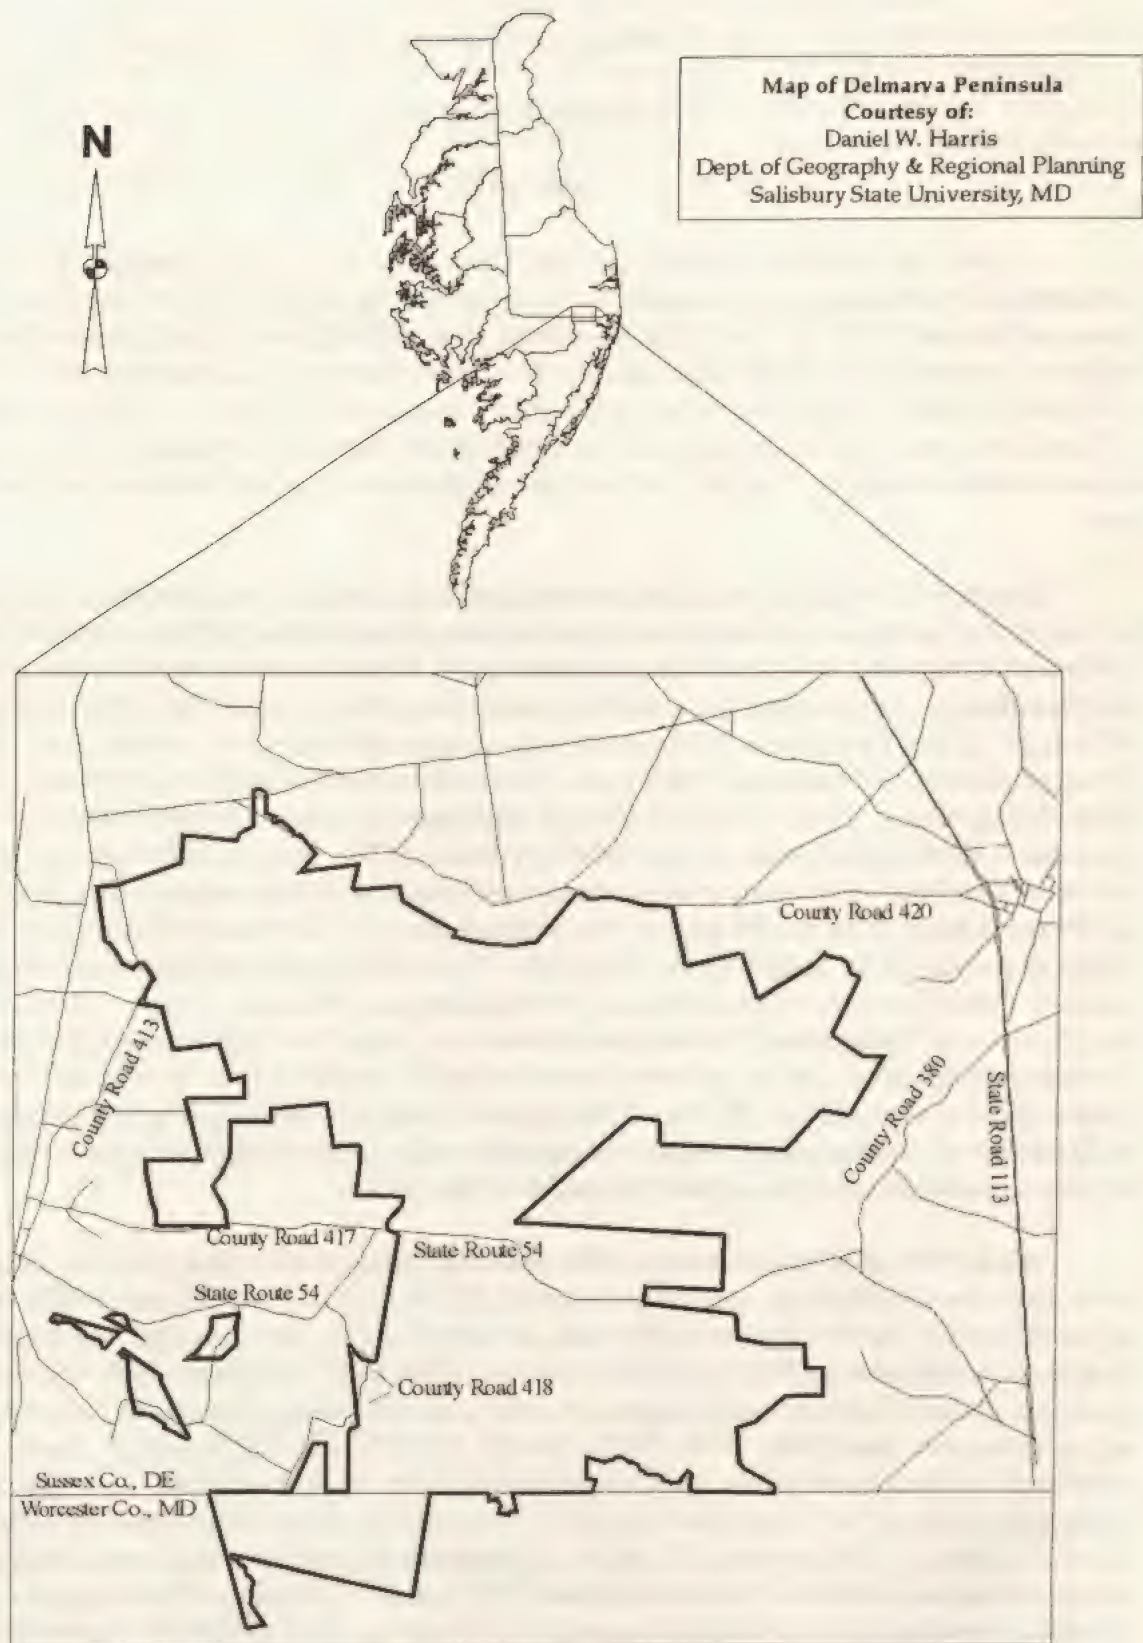 N
Map of Delmarva Peninsula
Courtesy of:
Daniel W. Harris
Dept. of Geography & Regional Planning
Salisbury State University, MD
County Road 420
County Road 413
County Road 380
State Road 113
County Road 417
State Route 54
State Route 54
County Road 418
Sussex Co., DE
Worcester Co., MD